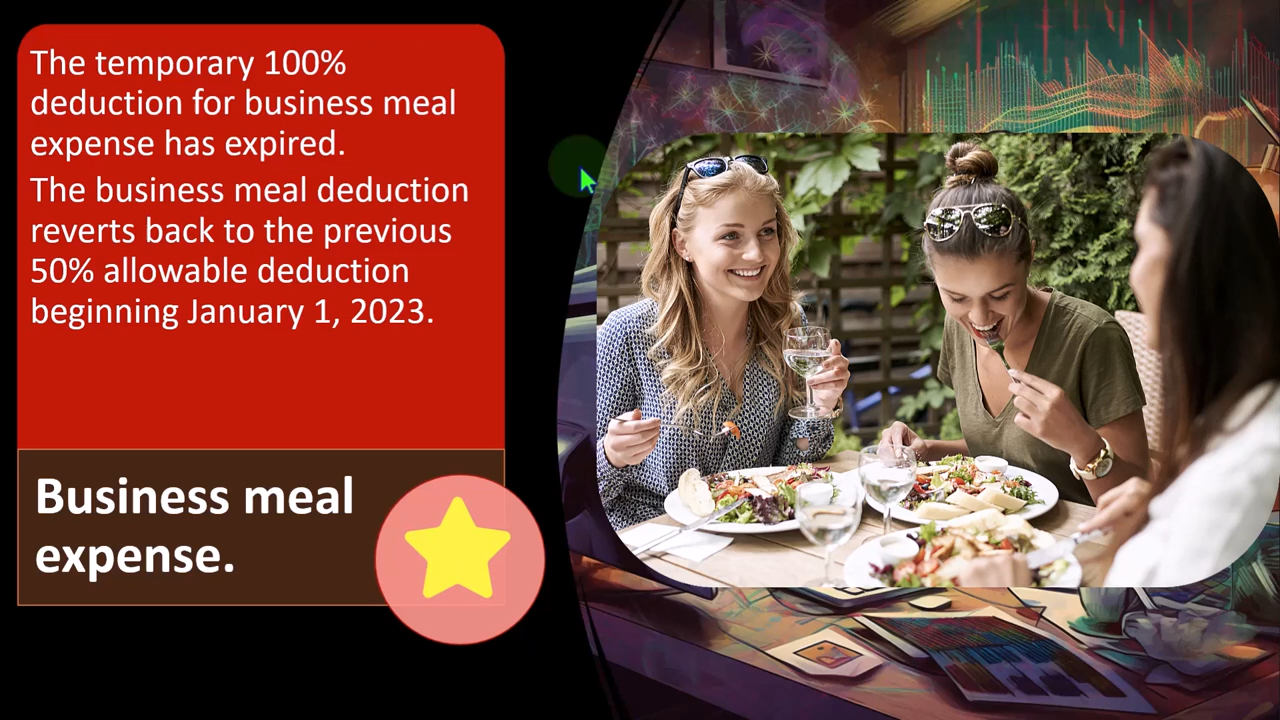 The temporary 100%
deduction for business meal
expense has expired.
The business meal deduction
reverts back to the previous
50% allowable deduction
beginning January 1, 2023.
Business meal
expense.